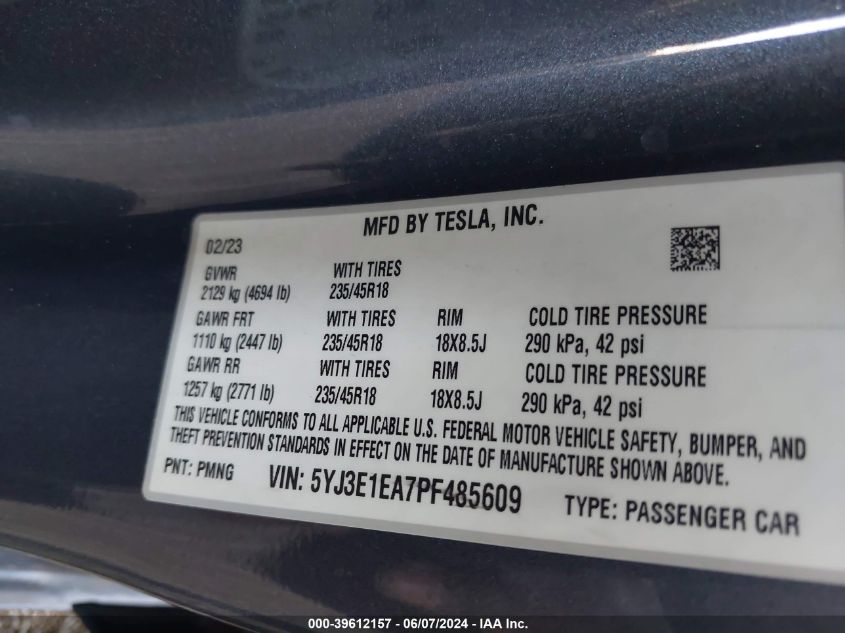 MFD BY TESLA, INC.
02/23
GVWR WITH TIRES
2129 kg (4694 lb) 235/45R18
GAWR FRT WITH TIRES RIM COLD TIRE PRESSURE
1110 kg (2447 lb) 235/45R18 18X8.5J 290 kPa, 42 psi
GAWR RR WITH TIRES RIM COLD TIRE PRESSURE
1257 kg (2771 lb) 235/45R18 18X8.5J 290 kPa, 42 psi
THIS VEHICLE CONFORMS TO ALL APPLICABLE U.S. FEDERAL MOTOR VEHICLE SAFETY, BUMPER, AND
THEFT PREVENTION STANDARDS IN EFFECT ON THE DATE OF MANUFACTURE SHOWN ABOVE.
PNT: PMNG VIN: 5YJ3E1EA7PF485609 TYPE: PASSENGER CAR
000-39612157 - 06/07/2024 - IAA Inc.